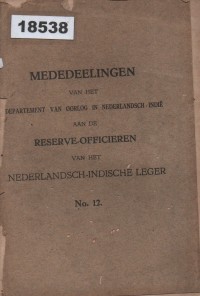 18538
MEDEDEELINGEN
VAN HET
DEPARTEMENT VAN OORLOG IN NEDERLANDSCH-INDIË
AAN DE
RESERVE-OFFICIEREN
VAN HET
NEDERLANDSCH-INDISCHE LEGER
No. 12.